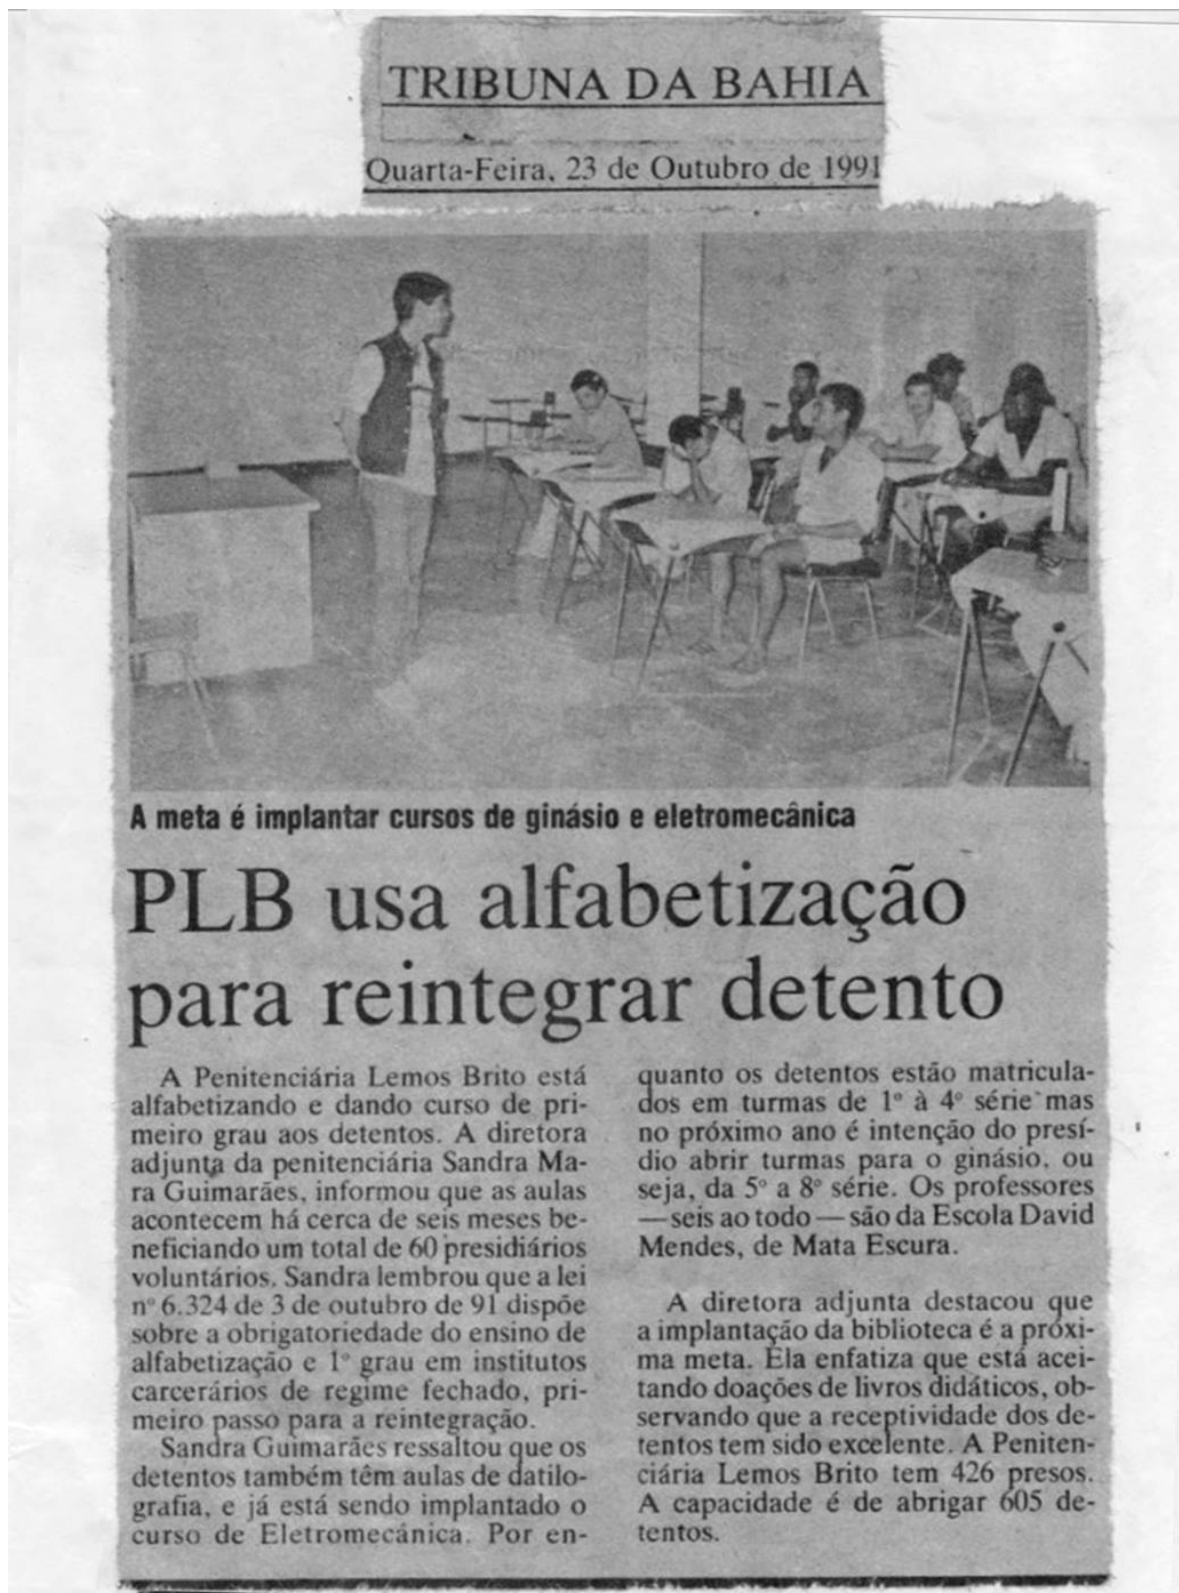 TRIBUNA DA BAHIA
Quarta-Feira, 23 de Outubro de 1991
A meta é implantar cursos de ginásio e eletromecânica
PLB usa alfabetização
para reintegrar detento
A Penitenciária Lemos Brito está
alfabetizando e dando curso de pri-
meiro grau aos detentos. A diretora
adjunta da penitenciária Sandra Ma-
ra Guimarães, informou que as aulas
acontecem há cerca de seis meses be-
neficiando um total de 60 presidiários
voluntários. Sandra lembrou que a lei
nº 6.324 de 3 de outubro de 91 dispõe
sobre a obrigatoriedade do ensino de
alfabetização e 1º grau em institutos
carcerários de regime fechado, pri-
meiro passo para a reintegração.
Sandra Guimarães ressaltou que os
detentos também têm aulas de datilo-
grafia, e já está sendo implantado o
curso de Eletromecânica. Por en-
quanto os detentos estão matricula-
dos em turmas de 1º à 4º série mas
no próximo ano é intenção do presí-
dio abrir turmas para o ginásio, ou
seja, da 5º a 8º série. Os professores
— seis ao todo — são da Escola David
Mendes, de Mata Escura.
A diretora adjunta destacou que
a implantação da biblioteca é a próxi-
ma meta. Ela enfatiza que está acei-
tando doações de livros didáticos, ob-
servando que a receptividade dos de-
tentos tem sido excelente. A Peniten-
ciária Lemos Brito tem 426 presos.
A capacidade é de abrigar 605 de-
tentos.